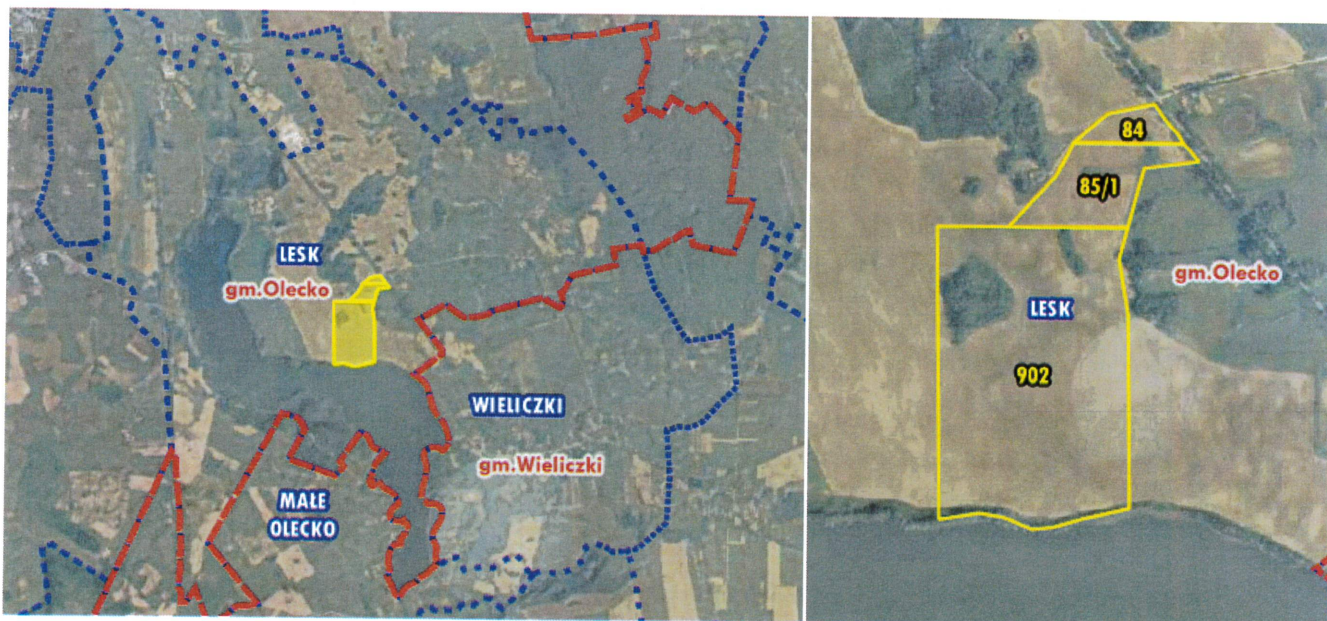 LESK
gm.Olecko
WIELICZKI
gm.Wieliczki
MAŁE
OLECKO
84
85/1
gm.Olecko
LESK
902